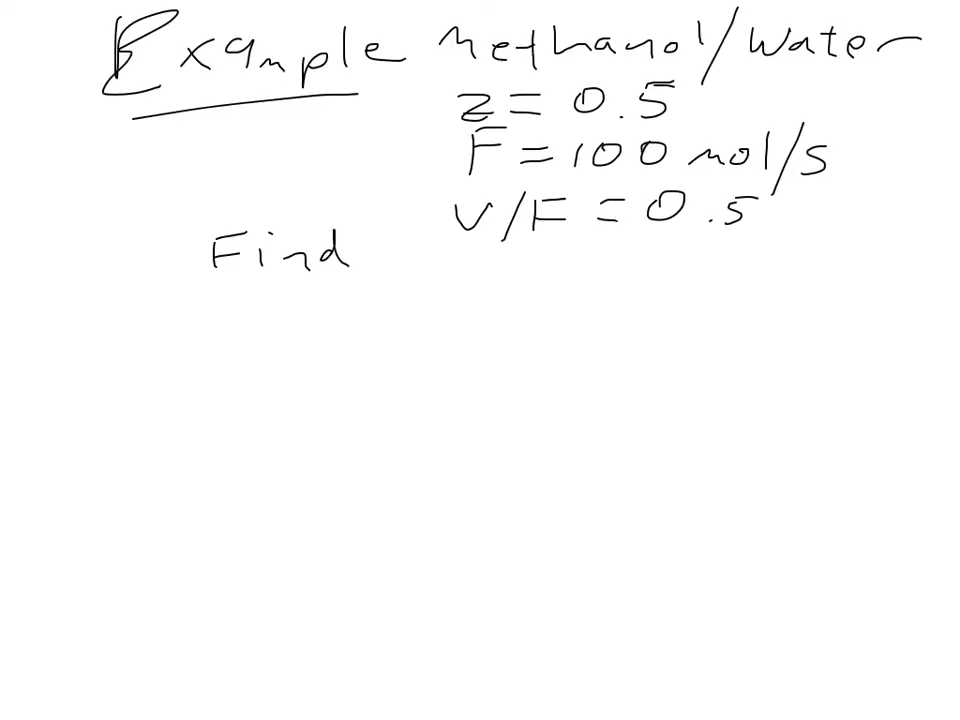 Example Methanol/Water
z = 0.5
F = 100 mol/s
V/F = 0.5
Find